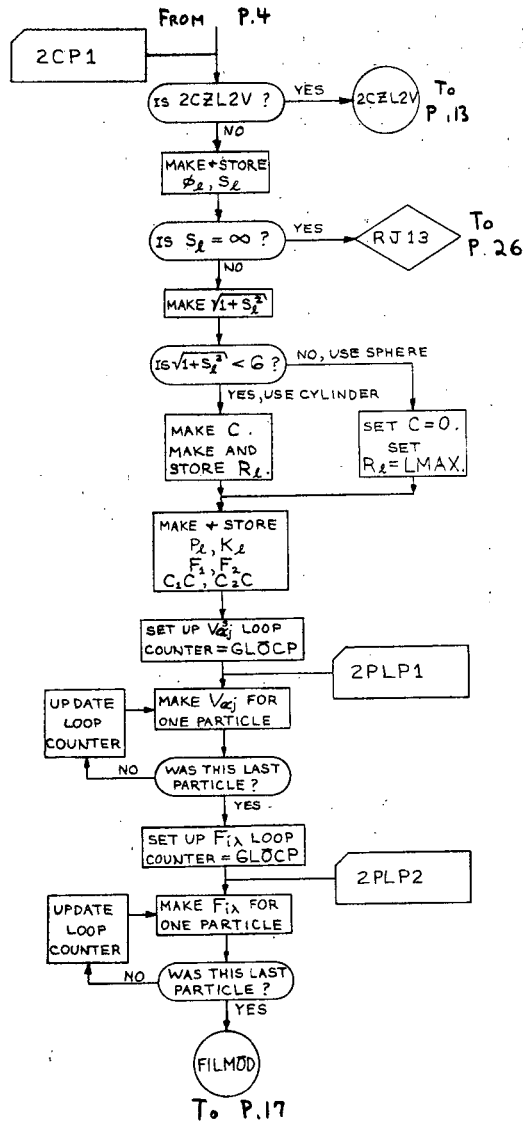 FROM P.4
2CP1
IS 2CZL2V ?
YES
2CZL2V
To
P.13
NO
MAKE + STORE
ϕℓ, Sℓ
IS Sℓ = ∞ ?
YES
RJ13
To
P.26
NO
MAKE √1+Sℓ²
IS √1+Sℓ² < 6 ?
NO, USE SPHERE
YES, USE CYLINDER
MAKE C.
MAKE AND
STORE Rℓ.
SET C=0.
SET
Rℓ=LMAX.
MAKE + STORE
Pℓ, Kℓ
F₁, F₂
C₁C, C₂C
SET UP Vαj LOOP
COUNTER = GLŌCP
2PLP1
UPDATE
LOOP
COUNTER
MAKE Vαj FOR
ONE PARTICLE
NO
WAS THIS LAST
PARTICLE ?
YES
SET UP Fiλ LOOP
COUNTER = GLŌCP
2PLP2
UPDATE
LOOP
COUNTER
MAKE Fiλ FOR
ONE PARTICLE
NO
WAS THIS LAST
PARTICLE ?
YES
FILMŌD
To P.17